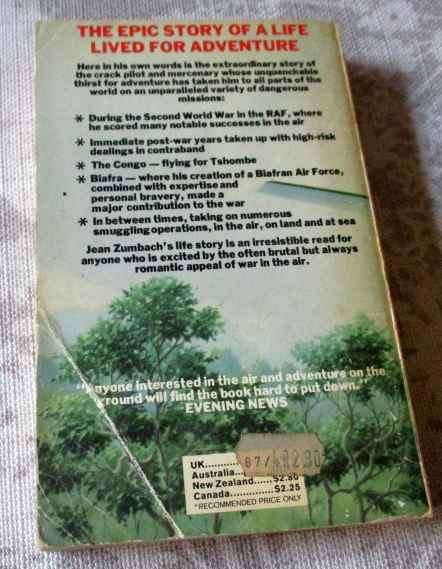 THE EPIC STORY OF A LIFE
LIVED FOR ADVENTURE
Here in his own words is the extraordinary story of
the crack pilot and mercenary whose unquenchable
thirst for adventure has taken him to all parts of the
world on an unparalleled variety of dangerous
missions:
* During the Second World War in the RAF, where
he scored many notable successes in the air
* Immediate post-war years taken up with high-risk
dealings in contraband
* The Congo — flying for Tshombe
* Biafra — where his creation of a Biafran Air Force,
combined with expertise and
personal bravery, made a
major contribution to the war
* In between times, taking on numerous
smuggling operations, in the air, on land and at sea
Jean Zumbach's life story is an irresistible read for
anyone who is excited by the often brutal but always
romantic appeal of war in the air.
"Anyone interested in the air and adventure on the
ground will find the book hard to put down."
EVENING NEWS
UK...........
Australia...
New Zealand......$2.80
Canada..............$2.25
*RECOMMENDED PRICE ONLY
87/